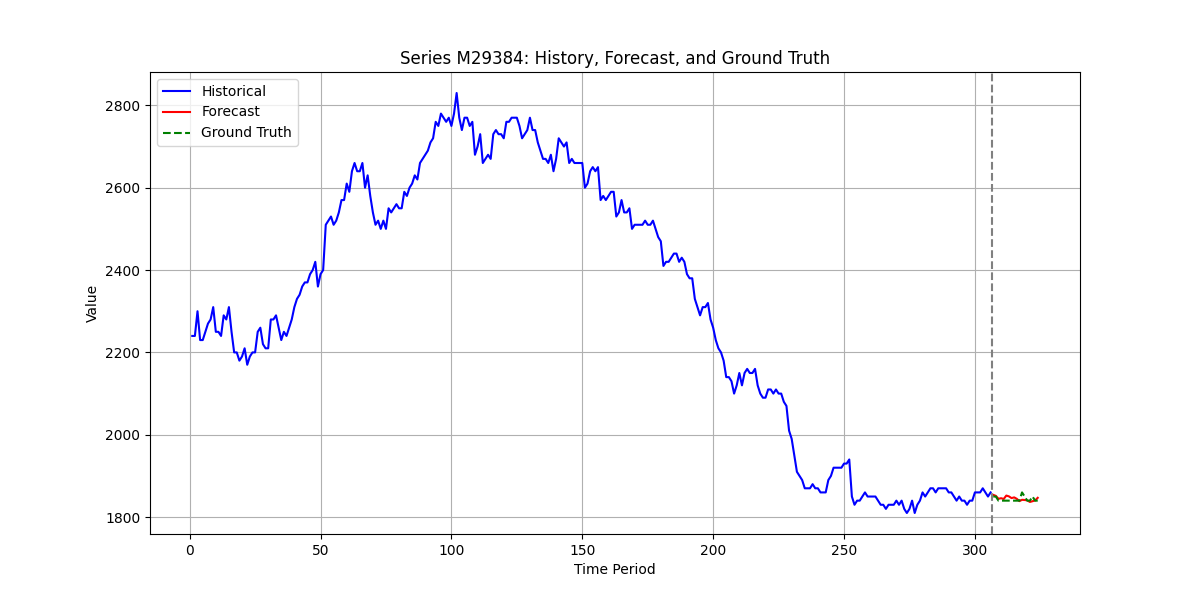 Series M29384: History, Forecast, and Ground Truth
Historical
Forecast
Ground Truth
Value
2800
2600
2400
2200
2000
1800
0 50 100 150 200 250 300
Time Period